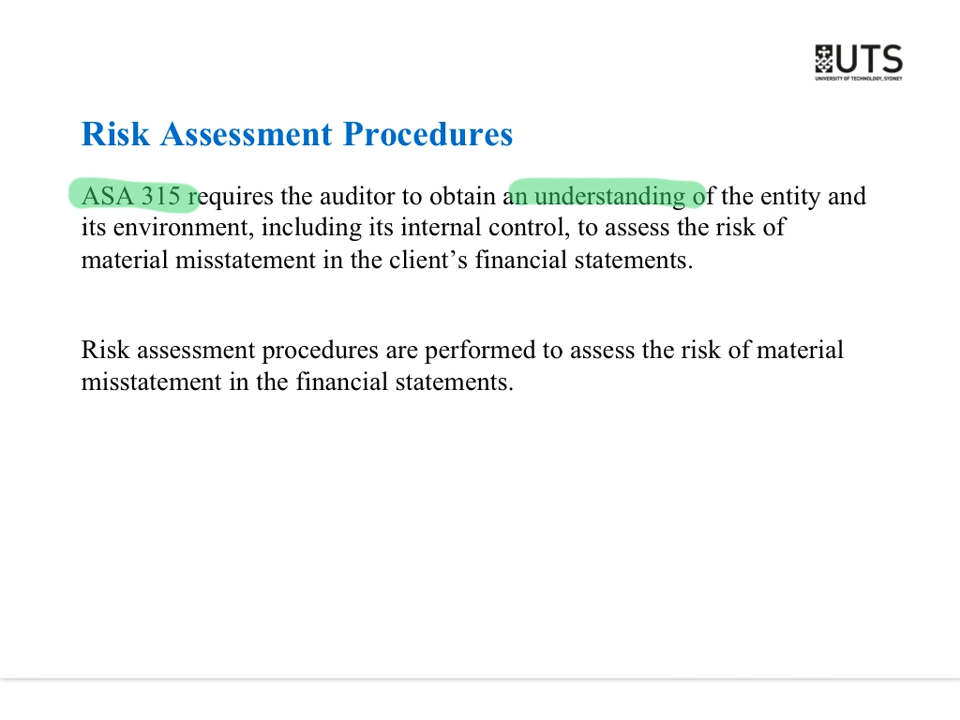 UTS
UNIVERSITY OF TECHNOLOGY, SYDNEY
Risk Assessment Procedures
ASA 315 requires the auditor to obtain an understanding of the entity and
its environment, including its internal control, to assess the risk of
material misstatement in the client’s financial statements.
Risk assessment procedures are performed to assess the risk of material
misstatement in the financial statements.